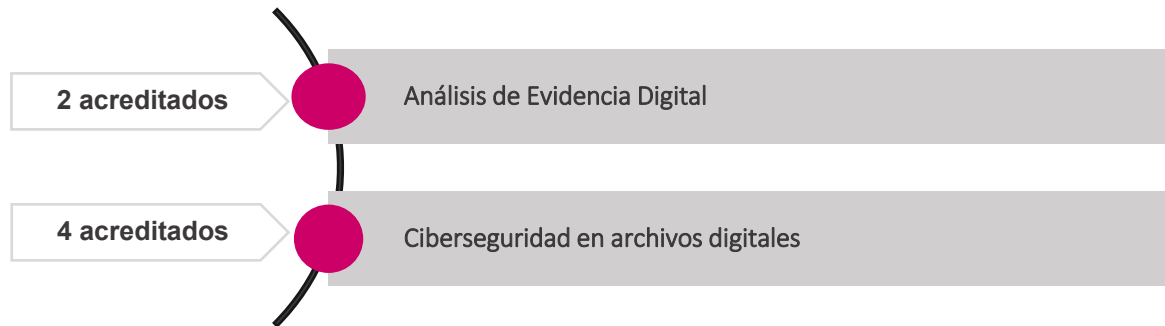 2 acreditados
Análisis de Evidencia Digital
4 acreditados
Ciberseguridad en archivos digitales